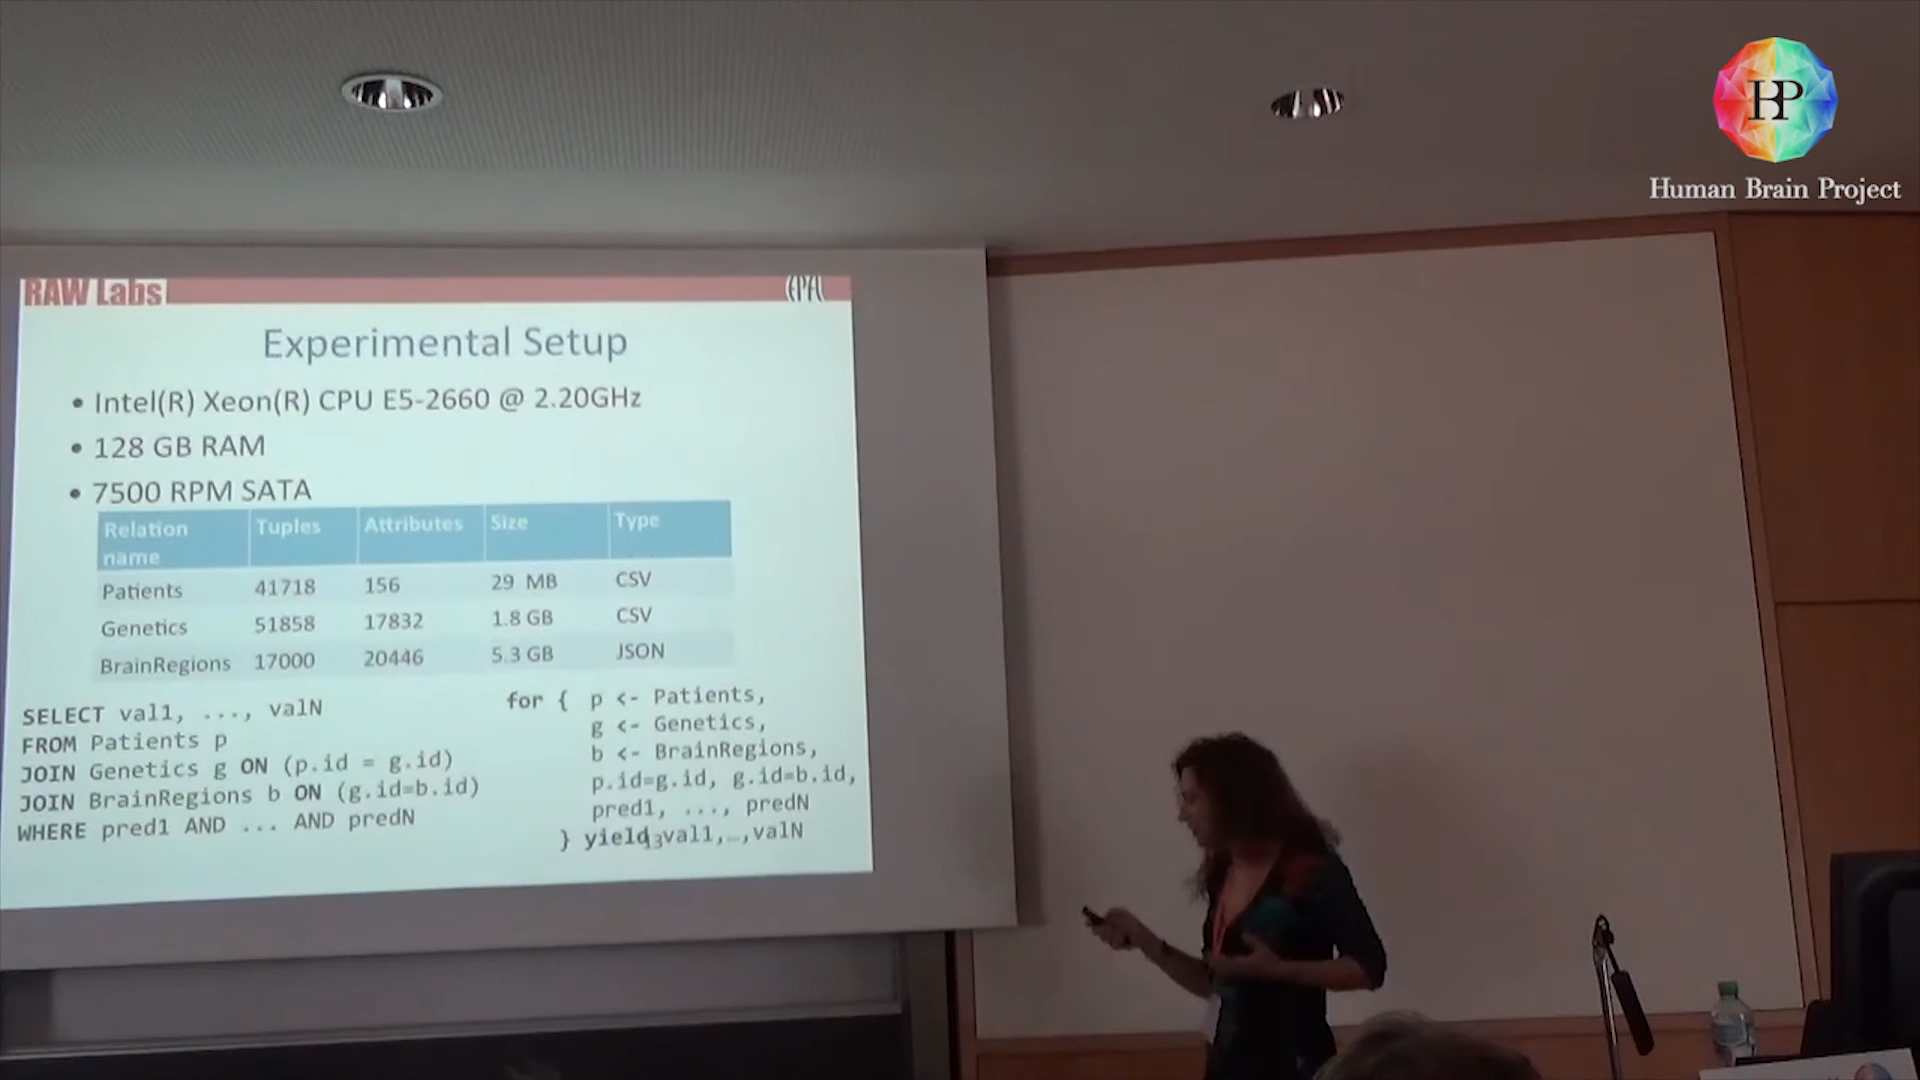 HBP
Human Brain Project
RAW Labs
EPFL
Experimental Setup
• Intel(R) Xeon(R) CPU E5-2660 @ 2.20GHz
• 128 GB RAM
• 7500 RPM SATA
Relation name Tuples Attributes Size Type
Patients 41718 156 29 MB CSV
Genetics 51858 17832 1.8 GB CSV
BrainRegions 17000 20446 5.3 GB JSON
SELECT val1, ..., valN
FROM Patients p
JOIN Genetics g ON (p.id = g.id)
JOIN BrainRegions b ON (g.id=b.id)
WHERE pred1 AND ... AND predN
for { p <- Patients,
g <- Genetics,
b <- BrainRegions,
p.id=g.id, g.id=b.id,
pred1, ..., predN
} yield val1,…,valN
13